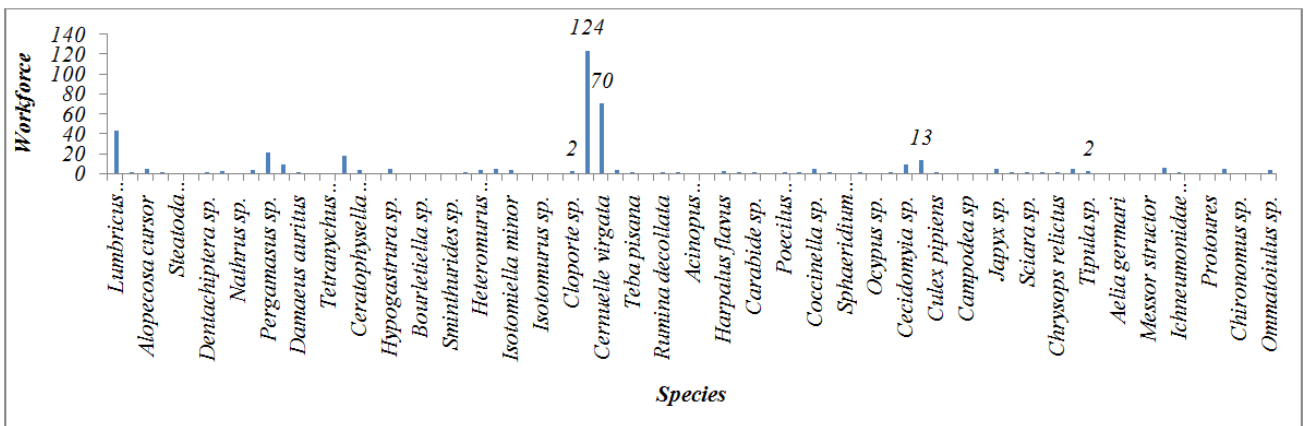 Workforce
140
120
100
80
60
40
20
0
124
70
2
13
2
Lumbricus ...
Alopecosa cursor
Steatoda ...
Dentachiptera sp.
Nathrus sp.
Pergamasus sp.
Damaeus auritus
Tetranychus ...
Ceratophysella ...
Hypogastrura sp.
Bourletiella sp.
Sminthurides sp.
Heteromurus ...
Isotomiella minor
Isotomurus sp.
Cloporte sp.
Cernuelle virgata
Teba pisana
Rumina decollata
Acinopus ...
Harpalus flavus
Carabide sp.
Poecilus ...
Coccinella sp.
Sphaeridium ...
Ocypus sp.
Cecidomyia sp.
Culex pipiens
Campodea sp
Japyx sp.
Sciara sp.
Chrysops relictus
Tipula sp.
Aelia germari
Messor structor
Ichneumonidae ...
Protoures
Chironomus sp.
Ommatoiulus sp.
Species